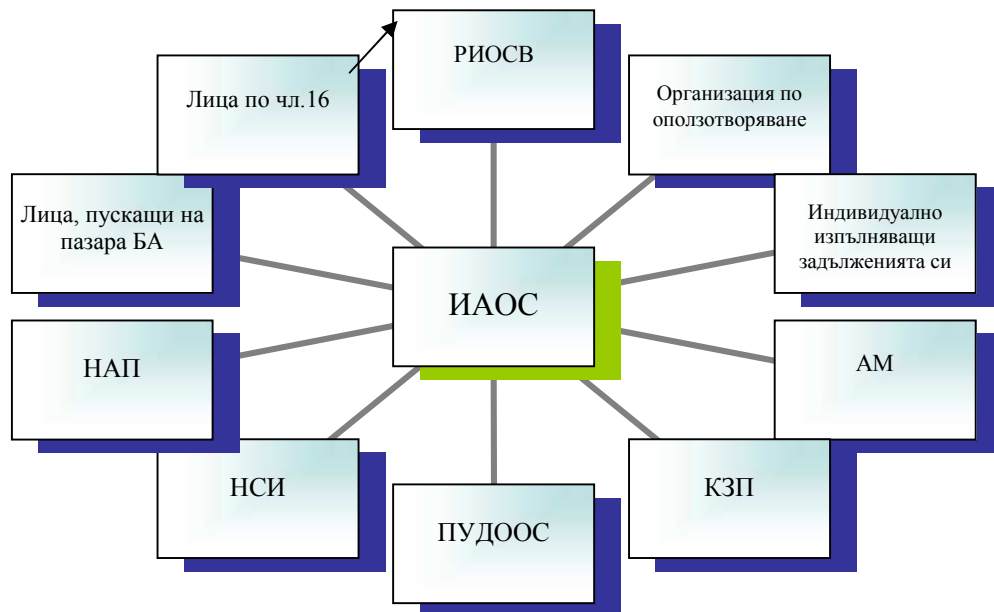 РИОСВ
Лица по чл.16
Организация по
оползотворяване
Лица, пускащи на
пазара БА
Индивидуално
изпълняващи
задълженията си
ИАОС
НАП
АМ
НСИ
КЗП
ПУДООС